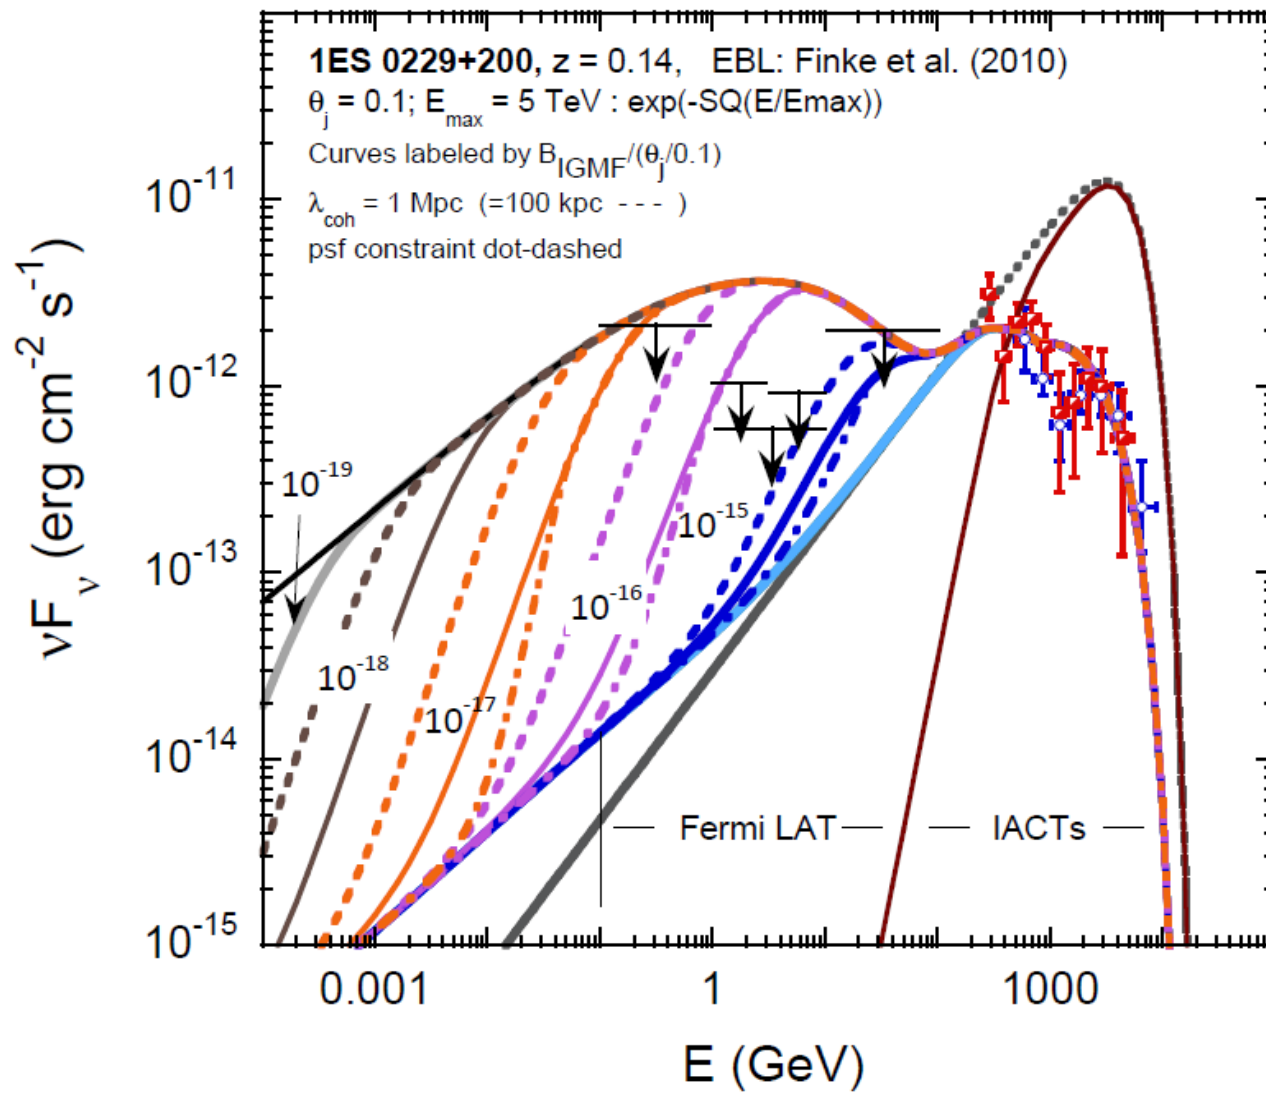 1ES 0229+200, z = 0.14, EBL: Finke et al. (2010)
θj = 0.1; Emax = 5 TeV : exp(-SQ(E/Emax))
Curves labeled by BIGMF/(θj/0.1)
λcoh = 1 Mpc (=100 kpc - - - )
psf constraint dot-dashed
10-11
10-12
10-13
10-14
10-15
νFν (erg cm-2 s-1)
10-19
10-18
10-17
10-16
10-15
Fermi LAT
IACTs
0.001
1
1000
E (GeV)